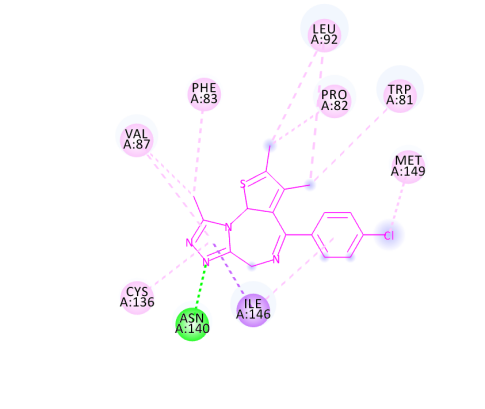 LEU
A:92
PRO
A:82
TRP
A:81
PHE
A:83
VAL
A:87
MET
A:149
S
N
N
N
N
Cl
CYS
A:136
ASN
A:140
ILE
A:146